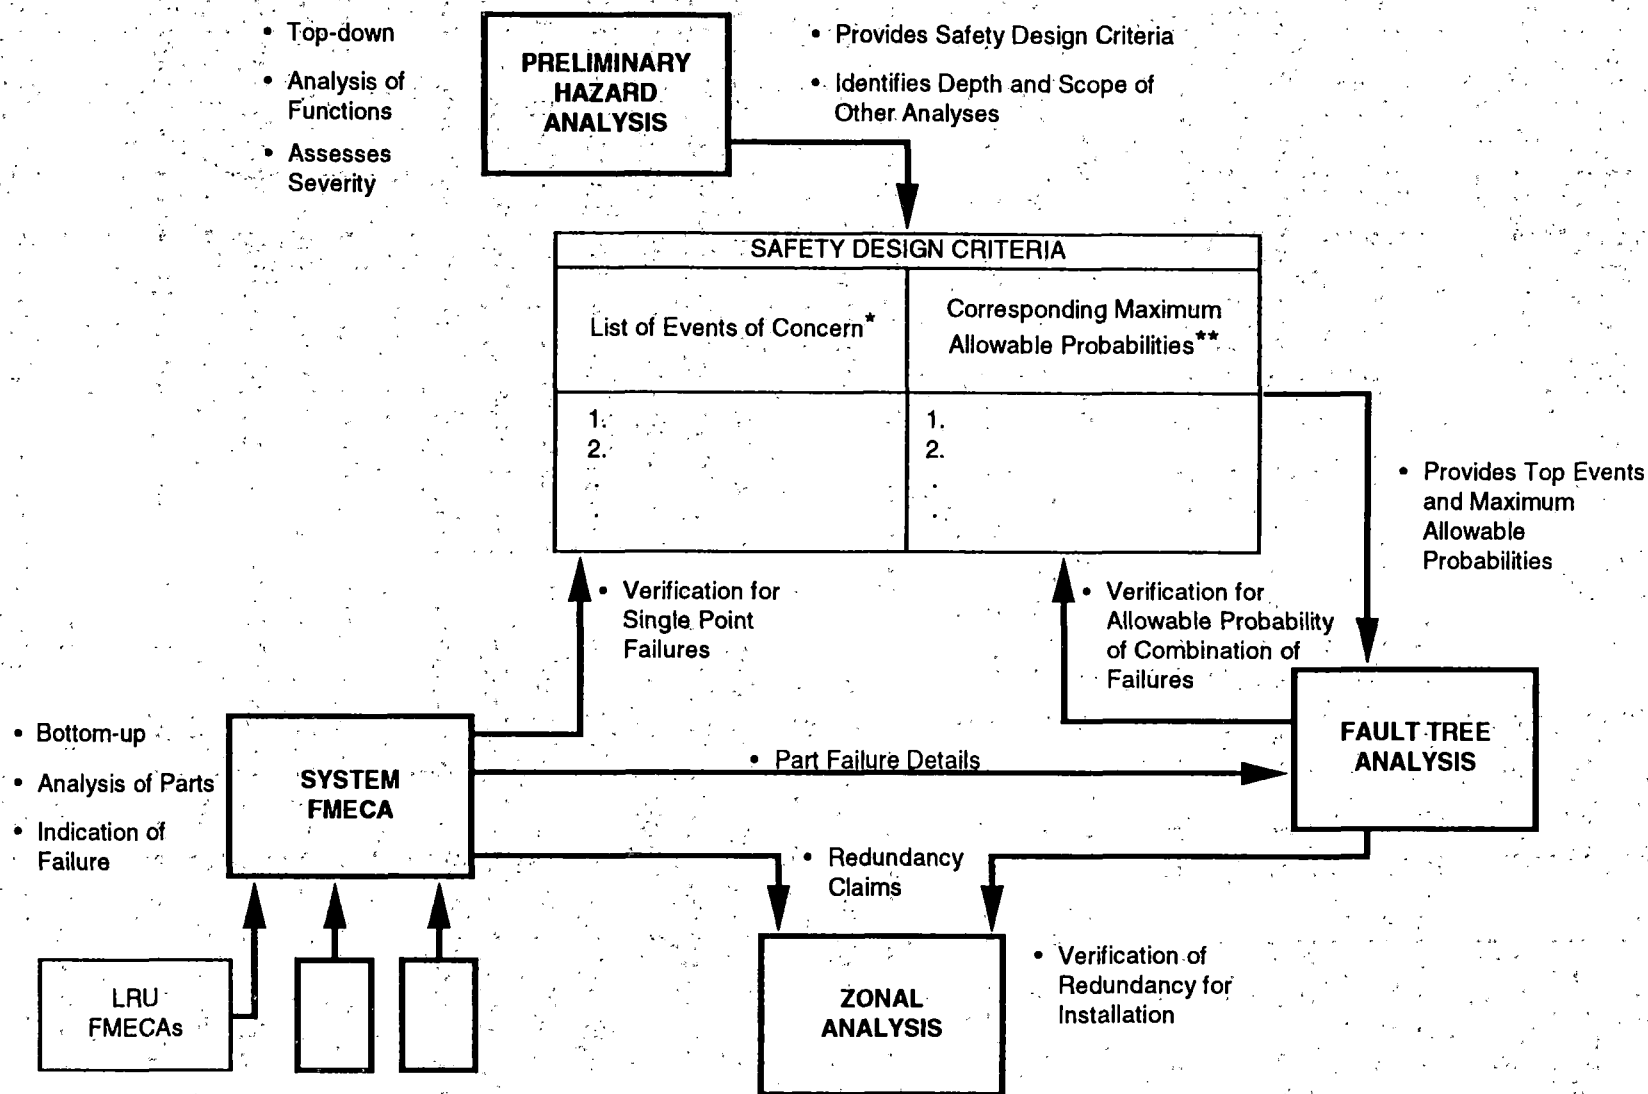 • Top-down
• Analysis of
Functions
• Assesses
Severity
PRELIMINARY
HAZARD
ANALYSIS
• Provides Safety Design Criteria
• Identifies Depth and Scope of
Other Analyses
SAFETY DESIGN CRITERIA
List of Events of Concern*
Corresponding Maximum
Allowable Probabilities**
1.
2.
.
.
1.
2.
.
.
• Provides Top Events
and Maximum
Allowable
Probabilities
• Verification for
Single Point
Failures
• Verification for
Allowable Probability
of Combination of
Failures
• Bottom-up
• Analysis of Parts
• Indication of
Failure
SYSTEM
FMECA
• Part Failure Details
FAULT TREE
ANALYSIS
• Redundancy
Claims
LRU
FMECAs
ZONAL
ANALYSIS
• Verification of
Redundancy for
Installation